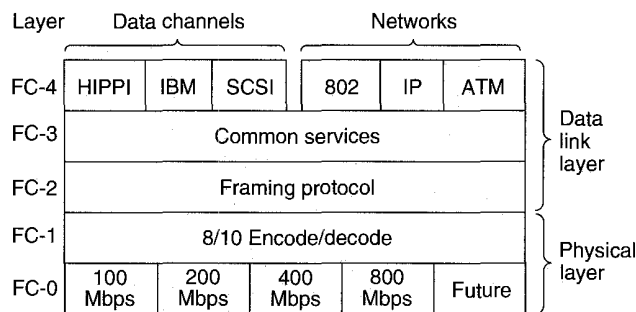 Layer Data channels Networks
FC-4 HIPPI IBM SCSI 802 IP ATM
FC-3 Common services
FC-2 Framing protocol
FC-1 8/10 Encode/decode
FC-0 100 Mbps 200 Mbps 400 Mbps 800 Mbps Future
Data
link
layer
Physical
layer